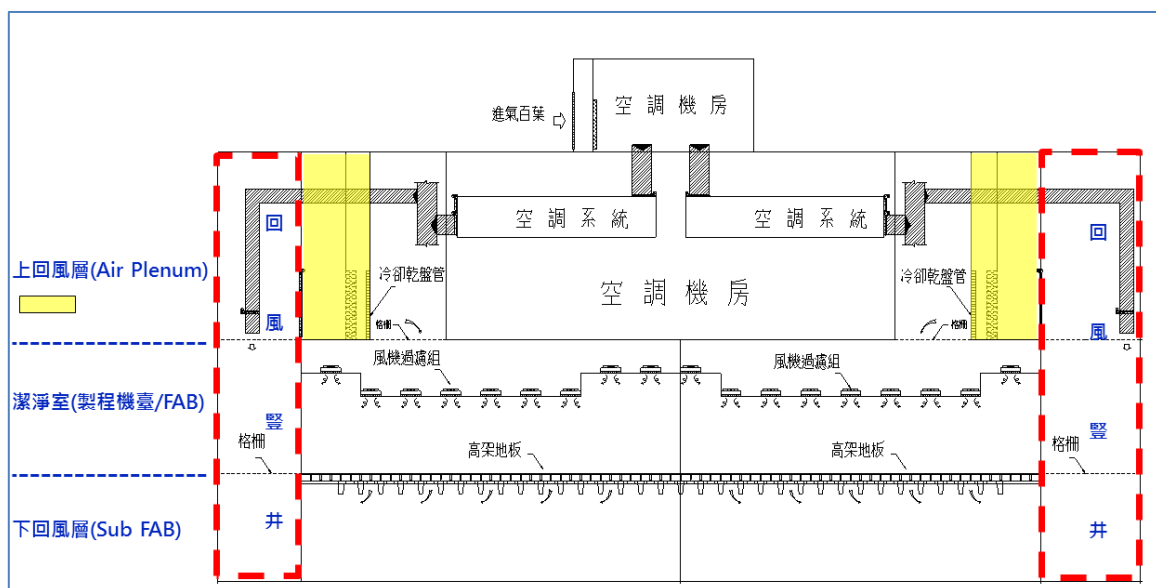 空調機房
進氣百葉
空調系統
空調系統
回風豎井
回風豎井
上回風層(Air Plenum)
冷卻乾盤管
冷卻乾盤管
空調機房
格柵
格柵
風機過濾組
風機過濾組
潔淨室(製程機臺/FAB)
格柵
高架地板
高架地板
格柵
下回風層(Sub FAB)